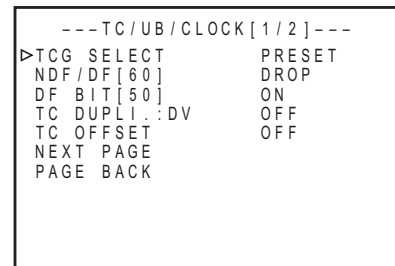 ---TC/UB/CLOCK[1/2]---
▷TCG SELECT PRESET
NDF/DF[60] DROP
DF BIT[50] ON
TC DUPLI.:DV OFF
TC OFFSET OFF
NEXT PAGE
PAGE BACK